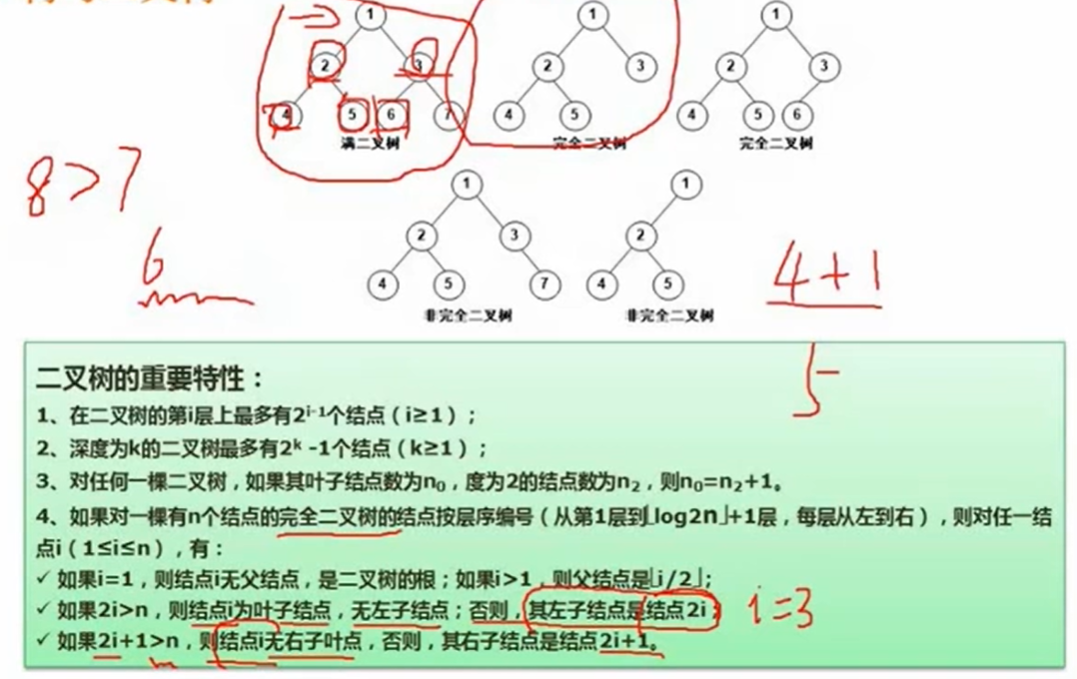 1 1 1
2 3 2 3 2 3
4 5 6 7 4 5 4 5 6
满二叉树 完全二叉树 完全二叉树
8>7
1 1
2 3 2
6
4 5 7 4 5
4+1
非完全二叉树 非完全二叉树
5
二叉树的重要特性：
1、在二叉树的第i层上最多有2^{i-1}个结点（i≥1）；
2、深度为k的二叉树最多有2^k -1个结点（k≥1）；
3、对任何一棵二叉树，如果其叶子结点数为n₀，度为2的结点数为n₂，则n₀=n₂+1。
4、如果对一棵有n个结点的完全二叉树的结点按层序编号（从第1层到⌊log2n⌋+1层，每层从左到右），则对任一结
点i（1≤i≤n），有：
✓ 如果i=1，则结点i无父结点，是二叉树的根；如果i>1，则父结点是⌊i/2⌋；
✓ 如果2i>n，则结点i为叶子结点，无左子结点；否则，其左子结点是结点2i；
i=3
✓ 如果2i+1>n，则结点i无右子叶点，否则，其右子结点是结点2i+1。